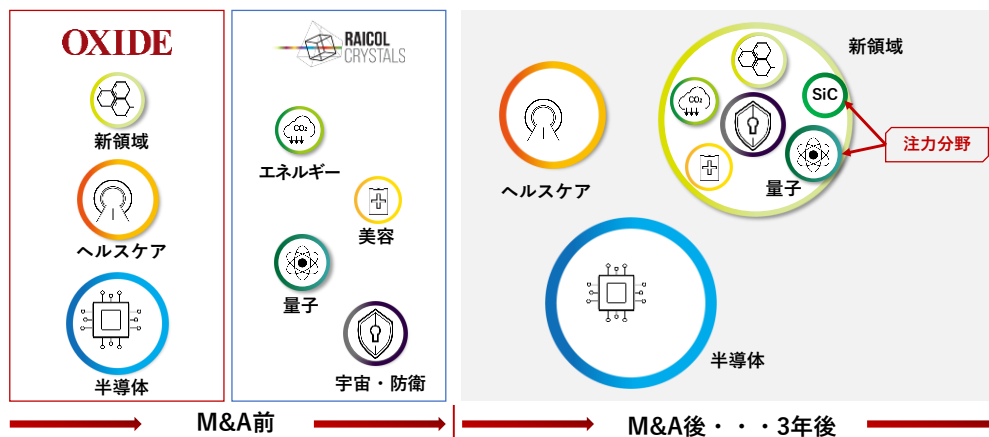 OXIDE
新領域
ヘルスケア
半導体
RAICOL
CRYSTALS
CO₂
エネルギー
美容
量子
宇宙・防衛
ヘルスケア
新領域
CO₂
SiC
注力分野
量子
半導体
M&A前
M&A後・・・3年後